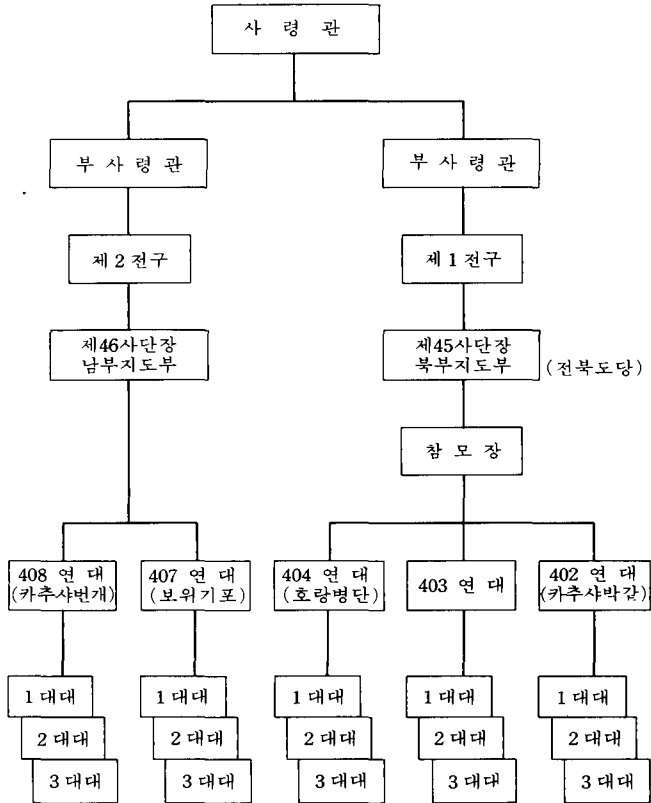 사 령 관
부 사 령 관
부 사 령 관
제 2 전구
제 1 전구
제46사단장
남부지도부
제45사단장
북부지도부
(전북도당)
참 모 장
408 연 대
(카추샤번개)
407 연 대
(보위기포)
404 연 대
(호랑병단)
403 연 대
402 연 대
(카추샤박갈)
1 대대
1 대대
1 대대
1 대대
1 대대
2 대대
2 대대
2 대대
2 대대
2 대대
3 대대
3 대대
3 대대
3 대대
3 대대